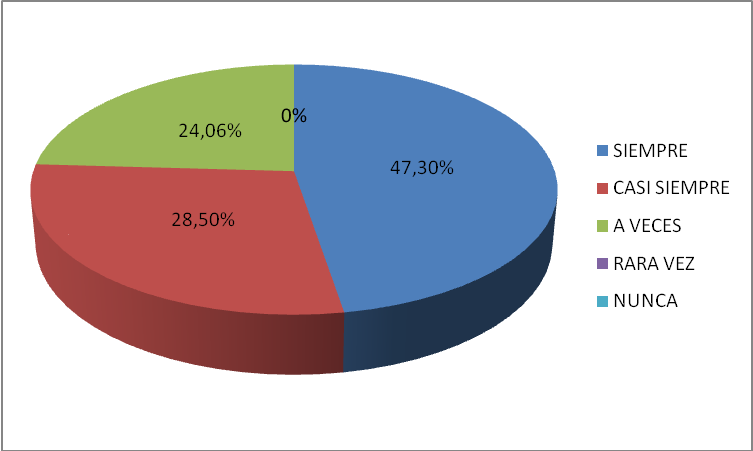 0%
24,06%
47,30%
28,50%
SIEMPRE
CASI SIEMPRE
A VECES
RARA VEZ
NUNCA